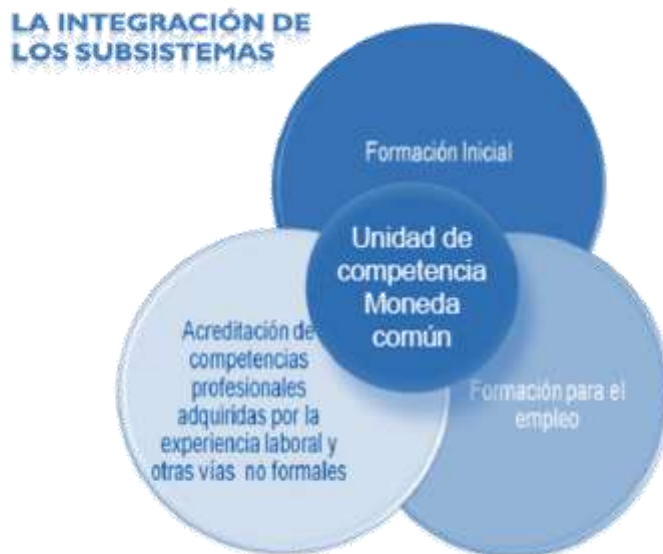 LA INTEGRACIÓN DE
LOS SUBSISTEMAS
Formación Inicial
Unidad de
competencia
Moneda
común
Acreditación de
competencias
profesionales
adquiridas por la
experiencia laboral y
otras vías no formales
Formación para el
empleo